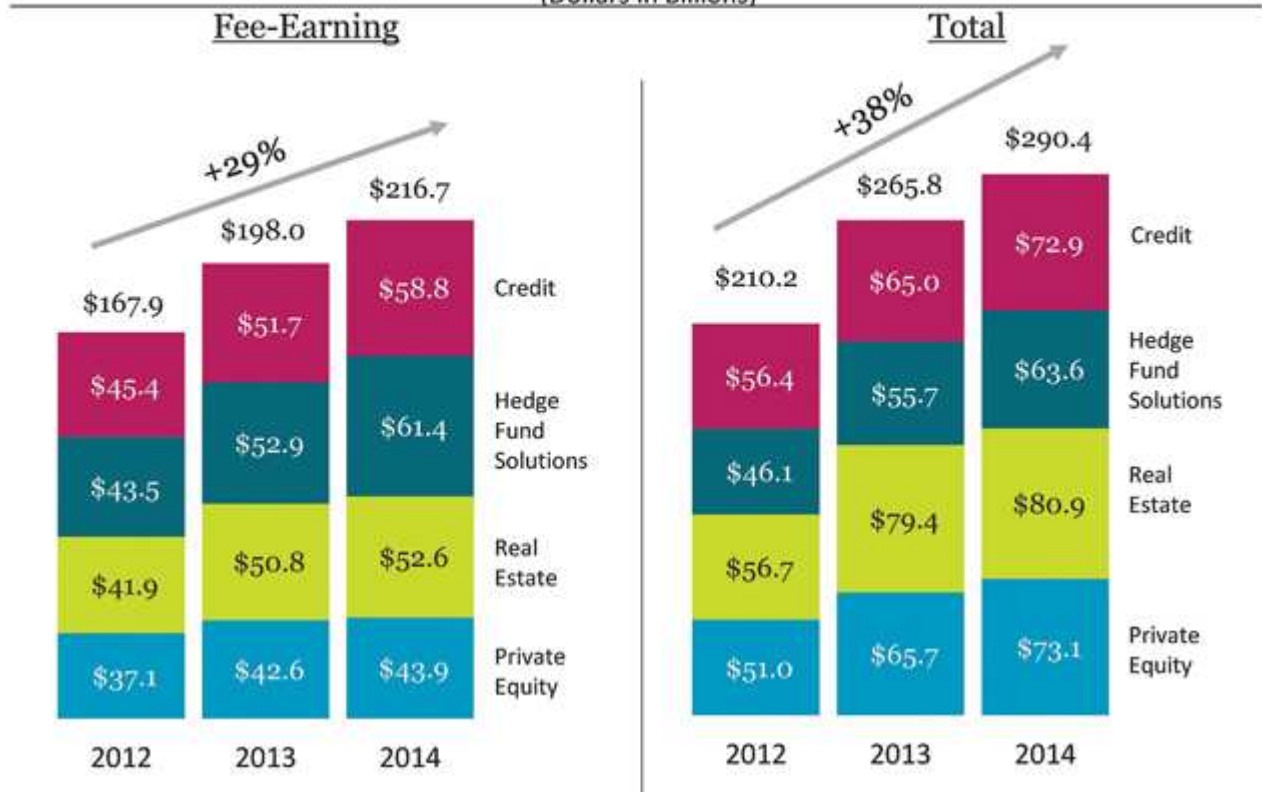 Fee-Earning
+29%
$167.9
$198.0
$216.7
$45.4
$51.7
$58.8
Credit
$43.5
$52.9
$61.4
Hedge
Fund
Solutions
$41.9
$50.8
$52.6
Real
Estate
$37.1
$42.6
$43.9
Private
Equity
2012
2013
2014
Total
+38%
$210.2
$265.8
$290.4
$56.4
$65.0
$72.9
Credit
$46.1
$55.7
$63.6
Hedge
Fund
Solutions
$56.7
$79.4
$80.9
Real
Estate
$51.0
$65.7
$73.1
Private
Equity
2012
2013
2014